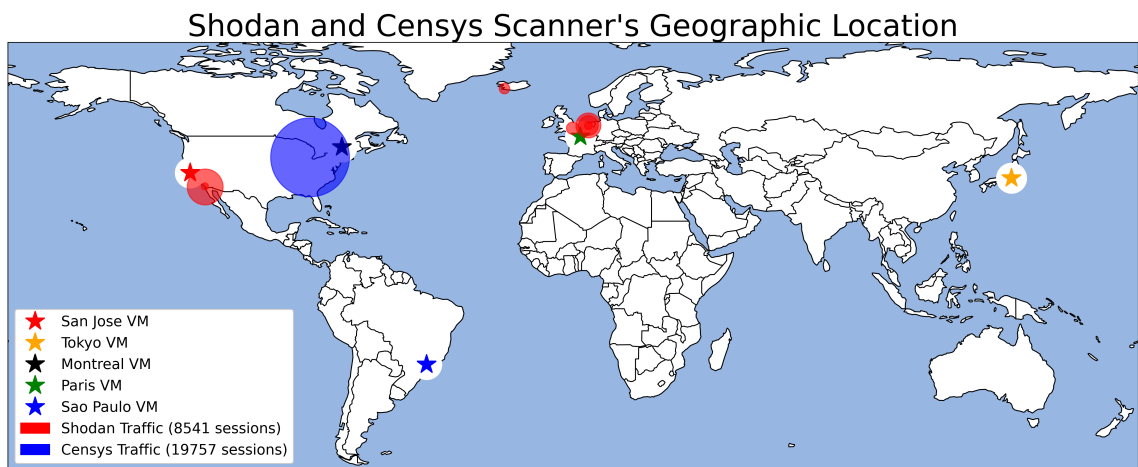 Shodan and Censys Scanner's Geographic Location
San Jose VM
Tokyo VM
Montreal VM
Paris VM
Sao Paulo VM
Shodan Traffic (8541 sessions)
Censys Traffic (19757 sessions)